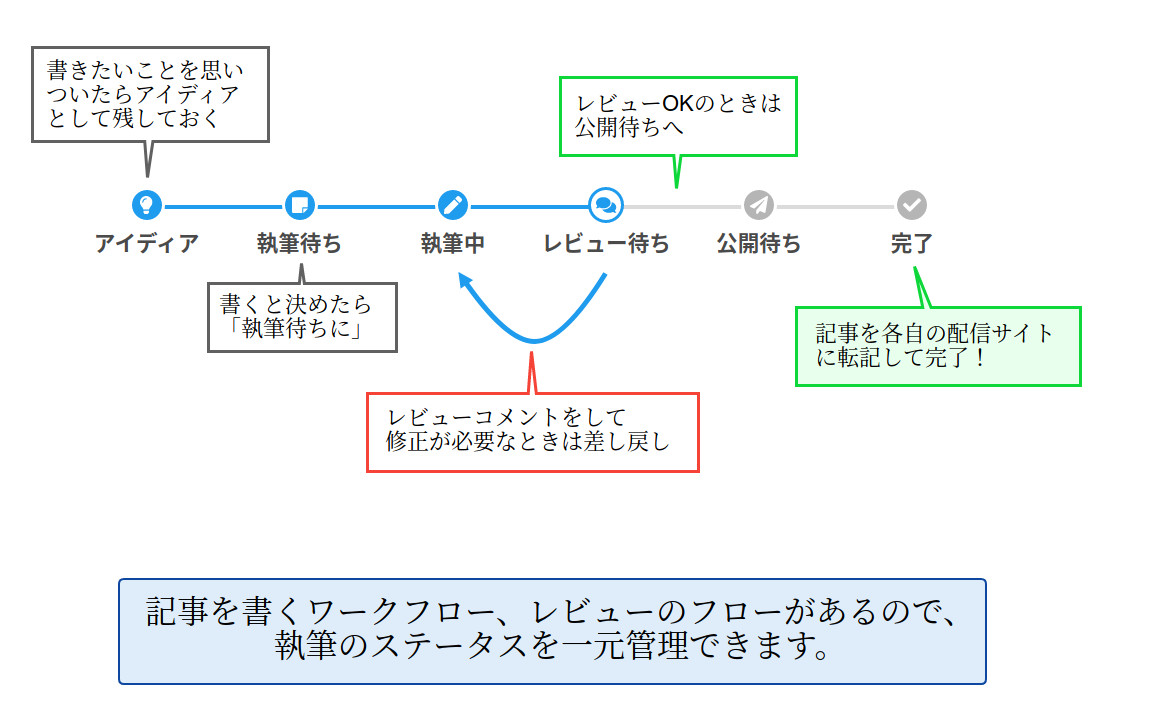 書きたいことを思い
ついたらアイディア
として残しておく
レビューOKのときは
公開待ちへ
アイディア
執筆待ち
執筆中
レビュー待ち
公開待ち
完了
書くと決めたら
「執筆待ちに」
記事を各自の配信サイト
に転記して完了！
レビューコメントをして
修正が必要なときは差し戻し
記事を書くワークフロー、レビューのフローがあるので、
執筆のステータスを一元管理できます。